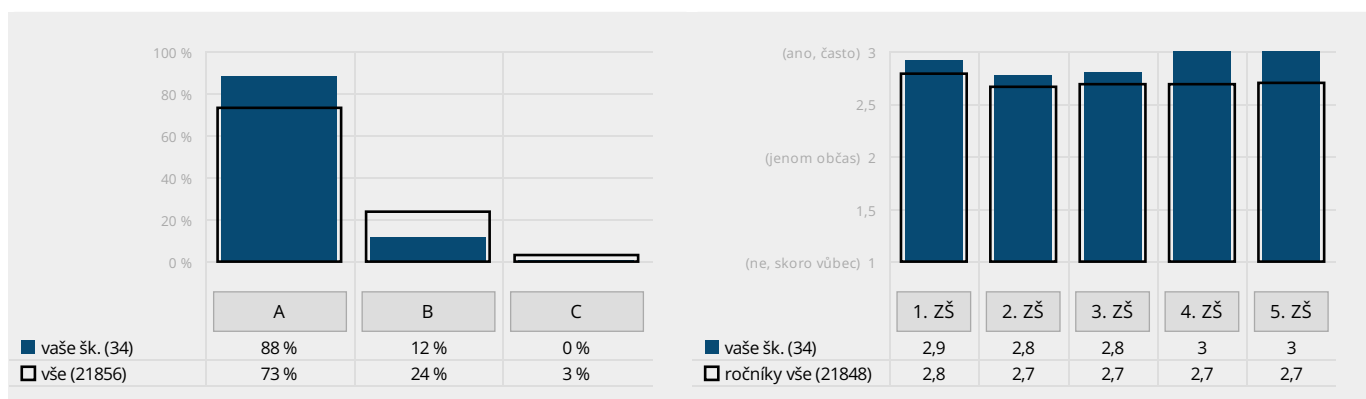 100 %
80 %
60 %
40 %
20 %
0 %
A B C
vaše šk. (34) 88 % 12 % 0 %
vše (21856) 73 % 24 % 3 %
(ano, často) 3
2,5
(jenom občas) 2
1,5
(ne, skoro vůbec) 1
1. ZŠ 2. ZŠ 3. ZŠ 4. ZŠ 5. ZŠ
vaše šk. (34) 2,9 2,8 2,8 3 3
ročníky vše (21848) 2,8 2,7 2,7 2,7 2,7